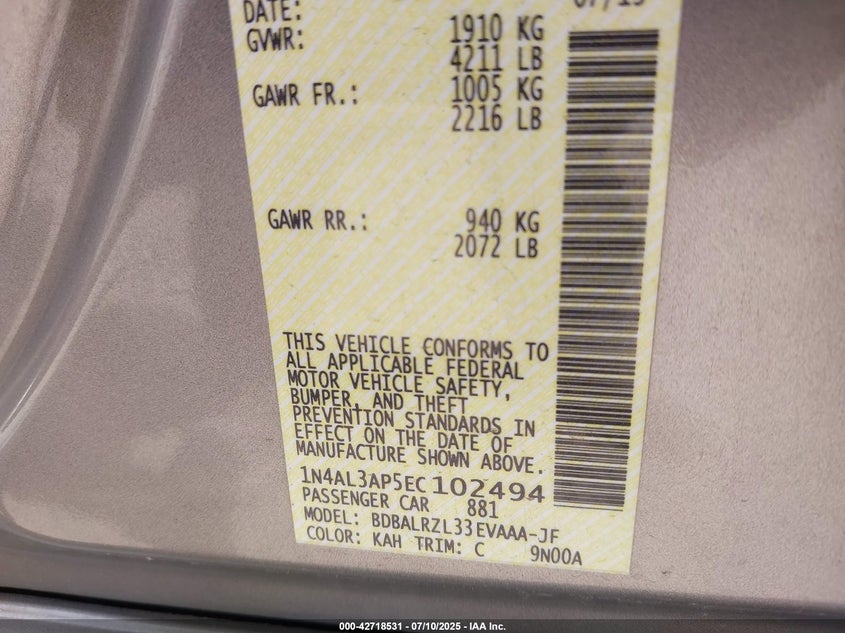 DATE: 07/13
GVWR: 1910 KG
4211 LB
GAWR FR.: 1005 KG
2216 LB
GAWR RR.: 940 KG
2072 LB
THIS VEHICLE CONFORMS TO
ALL APPLICABLE FEDERAL
MOTOR VEHICLE SAFETY,
BUMPER, AND THEFT
PREVENTION STANDARDS IN
EFFECT ON THE DATE OF
MANUFACTURE SHOWN ABOVE.
1N4AL3AP5EC102494
PASSENGER CAR 881
MODEL: BDBALRZL33EVAAA-JF
COLOR: KAH TRIM: C 9N00A
000-42718531 - 07/10/2025 - IAA Inc.